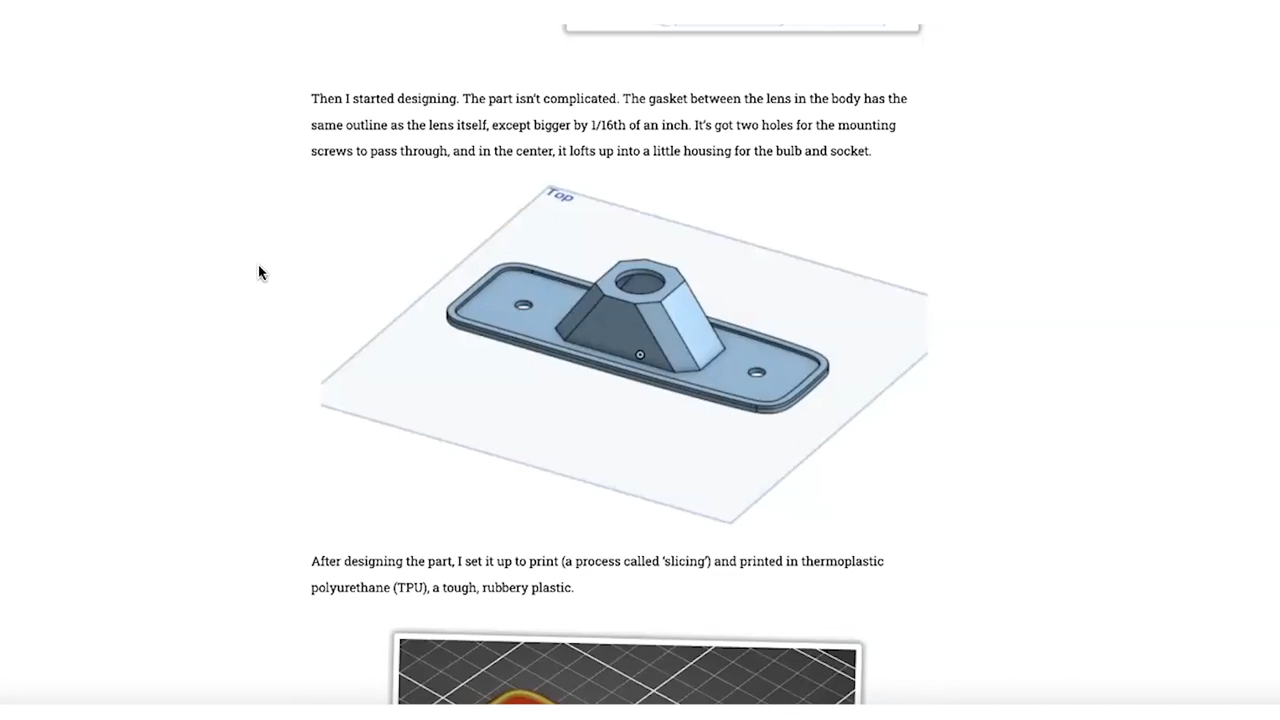 Then I started designing. The part isn't complicated. The gasket between the lens in the body has the
same outline as the lens itself, except bigger by 1/16th of an inch. It's got two holes for the mounting
screws to pass through, and in the center, it lofts up into a little housing for the bulb and socket.
Top
After designing the part, I set it up to print (a process called 'slicing') and printed in thermoplastic
polyurethane (TPU), a tough, rubbery plastic.